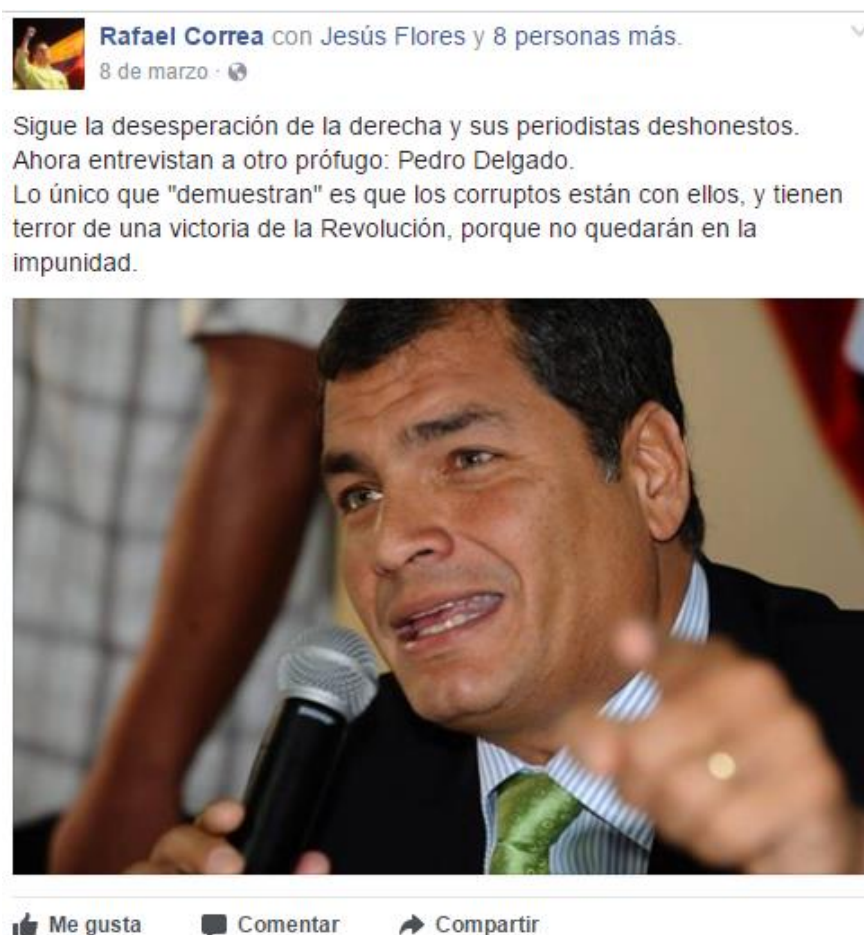 Rafael Correa con Jesús Flores y 8 personas más.
8 de marzo ·
Sigue la desesperación de la derecha y sus periodistas deshonestos.
Ahora entrevistan a otro prófugo: Pedro Delgado.
Lo único que "demuestran" es que los corruptos están con ellos, y tienen
terror de una victoria de la Revolución, porque no quedarán en la
impunidad.
Me gusta Comentar Compartir